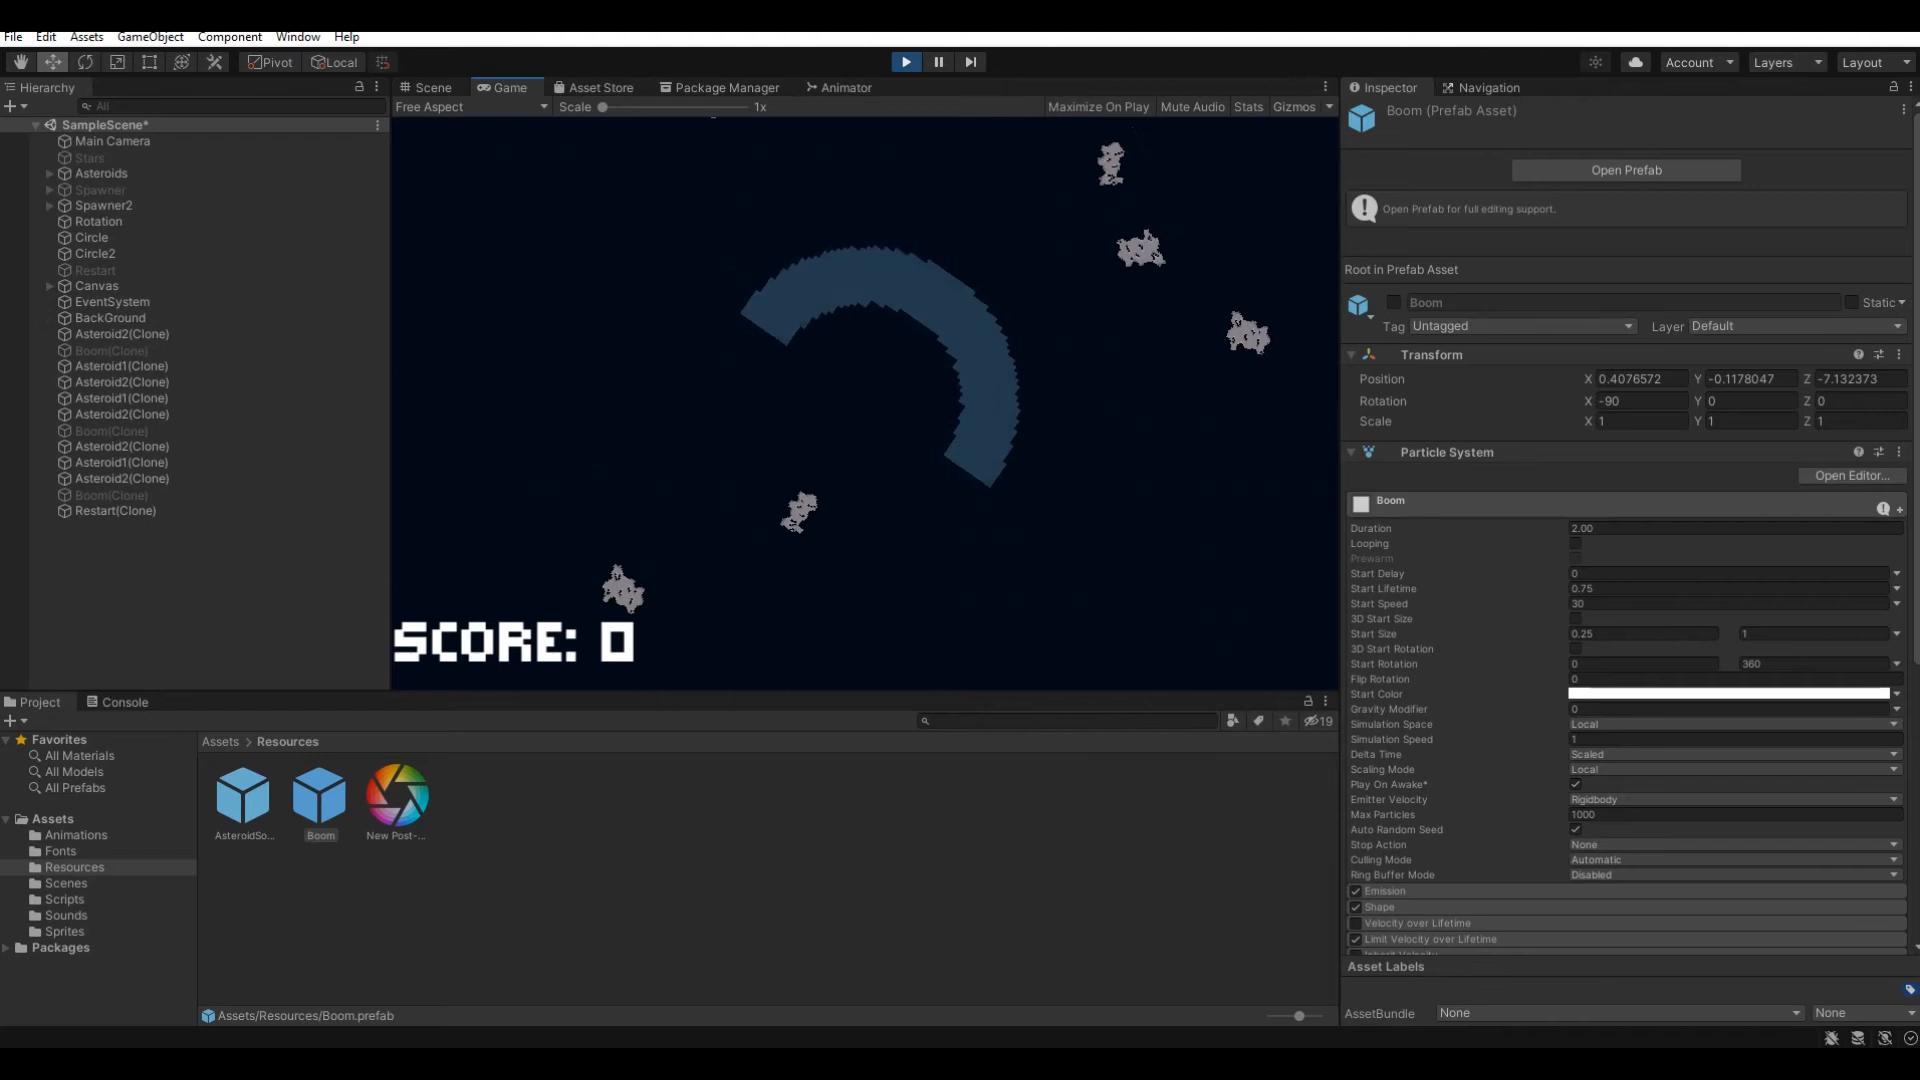 File Edit Assets GameObject Component Window Help
Pivot Local Account Layers Layout
Hierarchy
All
SampleScene*
Main Camera
Stars
Asteroids
Spawner
Spawner2
Rotation
Circle
Circle2
Restart
Canvas
EventSystem
BackGround
Asteroid2(Clone)
Boom(Clone)
Asteroid1(Clone)
Asteroid2(Clone)
Asteroid1(Clone)
Asteroid2(Clone)
Boom(Clone)
Asteroid2(Clone)
Asteroid1(Clone)
Asteroid2(Clone)
Boom(Clone)
Restart(Clone)
Scene Game Asset Store Package Manager Animator
Free Aspect Scale 1x Maximize On Play Mute Audio Stats Gizmos
SCORE: 0
Inspector Navigation
Boom (Prefab Asset)
Open Prefab
Open Prefab for full editing support.
Root in Prefab Asset
Boom Static
Tag Untagged Layer Default
Transform
Position X 0.4076572 Y -0.1178047 Z -7.132373
Rotation X -90 Y 0 Z 0
Scale X 1 Y 1 Z 1
Particle System
Open Editor...
Boom
Duration 2.00
Looping
Prewarm
Start Delay 0
Start Lifetime 0.75
Start Speed 30
3D Start Size
Start Size 0.25 1
3D Start Rotation
Start Rotation 0 360
Flip Rotation 0
Start Color
Gravity Modifier 0
Simulation Space Local
Simulation Speed 1
Delta Time Scaled
Scaling Mode Local
Play On Awake*
Emitter Velocity Rigidbody
Max Particles 1000
Auto Random Seed
Stop Action None
Culling Mode Automatic
Ring Buffer Mode Disabled
Emission
Shape
Velocity over Lifetime
Limit Velocity over Lifetime
Inherit Velocity
Asset Labels
AssetBundle None None
Project Console
19
Favorites
All Materials
All Models
All Prefabs
Assets
Animations
Fonts
Resources
Scenes
Scripts
Sounds
Sprites
Packages
Assets > Resources
AsteroidSo... Boom New Post-...
Assets/Resources/Boom.prefab